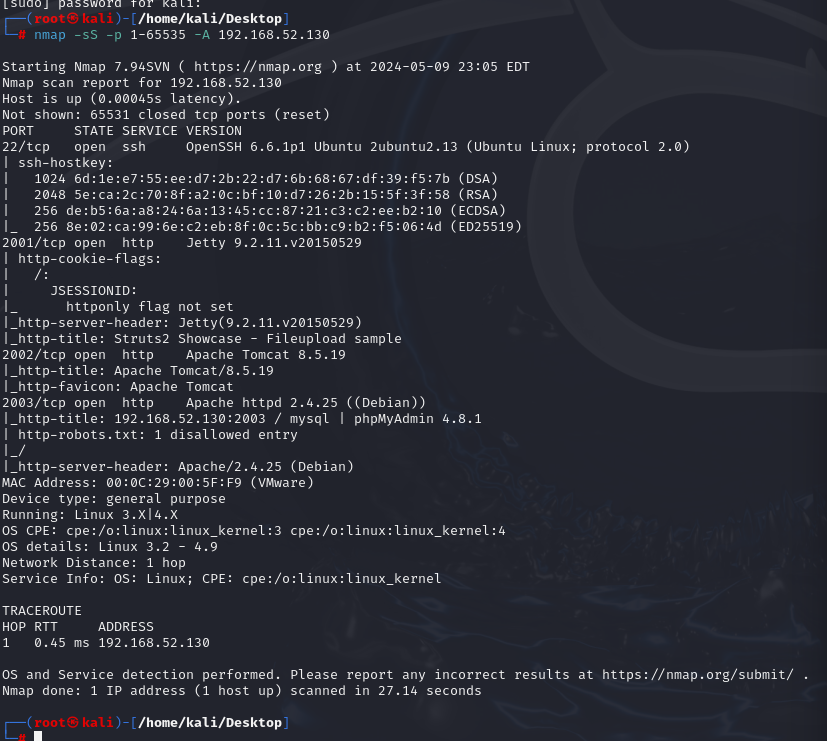 [sudo] password for kali:
┌──(root㉿kali)-[/home/kali/Desktop]
└─# nmap -sS -p 1-65535 -A 192.168.52.130

Starting Nmap 7.94SVN ( https://nmap.org ) at 2024-05-09 23:05 EDT
Nmap scan report for 192.168.52.130
Host is up (0.00045s latency).
Not shown: 65531 closed tcp ports (reset)
PORT     STATE SERVICE VERSION
22/tcp   open  ssh     OpenSSH 6.6.1p1 Ubuntu 2ubuntu2.13 (Ubuntu Linux; protocol 2.0)
| ssh-hostkey:
|   1024 6d:1e:e7:55:ee:d7:2b:22:d7:6b:68:67:df:39:f5:7b (DSA)
|   2048 5e:ca:2c:70:8f:a2:0c:bf:10:d7:26:2b:15:5f:3f:58 (RSA)
|   256 de:b5:6a:a8:24:6a:13:45:cc:87:21:c3:c2:ee:b2:10 (ECDSA)
|_  256 8e:02:ca:99:6e:c2:eb:8f:0c:5c:bb:c9:b2:f5:06:4d (ED25519)
2001/tcp open  http    Jetty 9.2.11.v20150529
| http-cookie-flags:
|   /:
|     JSESSIONID:
|_      httponly flag not set
|_http-server-header: Jetty(9.2.11.v20150529)
|_http-title: Struts2 Showcase - Fileupload sample
2002/tcp open  http    Apache Tomcat 8.5.19
|_http-title: Apache Tomcat/8.5.19
|_http-favicon: Apache Tomcat
2003/tcp open  http    Apache httpd 2.4.25 ((Debian))
|_http-title: 192.168.52.130:2003 / mysql | phpMyAdmin 4.8.1
| http-robots.txt: 1 disallowed entry
|_/
|_http-server-header: Apache/2.4.25 (Debian)
MAC Address: 00:0C:29:00:5F:F9 (VMware)
Device type: general purpose
Running: Linux 3.X|4.X
OS CPE: cpe:/o:linux:linux_kernel:3 cpe:/o:linux:linux_kernel:4
OS details: Linux 3.2 - 4.9
Network Distance: 1 hop
Service Info: OS: Linux; CPE: cpe:/o:linux:linux_kernel

TRACEROUTE
HOP RTT     ADDRESS
1   0.45 ms 192.168.52.130

OS and Service detection performed. Please report any incorrect results at https://nmap.org/submit/ .
Nmap done: 1 IP address (1 host up) scanned in 27.14 seconds

┌──(root㉿kali)-[/home/kali/Desktop]
└─#